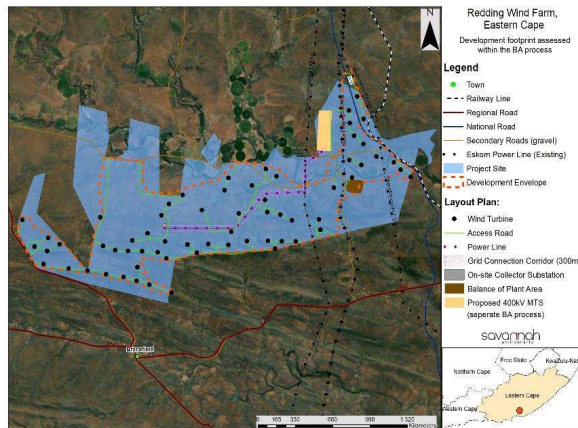 Redding Wind Farm,
Eastern Cape
Development footprint assessed
within the BA process
Legend
Town
Railway Line
Regional Road
National Road
Secondary Roads (gravel)
Eskom Power Line (Existing)
Project Site
Development Envelope
Layout Plan:
Wind Turbine
Access Road
Power Line
Grid Connection Corridor (300m
On-site Collector Substation
Balance of Plant Area
Proposed 400kV MTS
(seperate BA process)
savannah
environmental
N
0 165 330 660 990 1 320
Kilometers
Free State
KwaZulu-Nat
Northern Cape
Eastern Cape
Western Cape